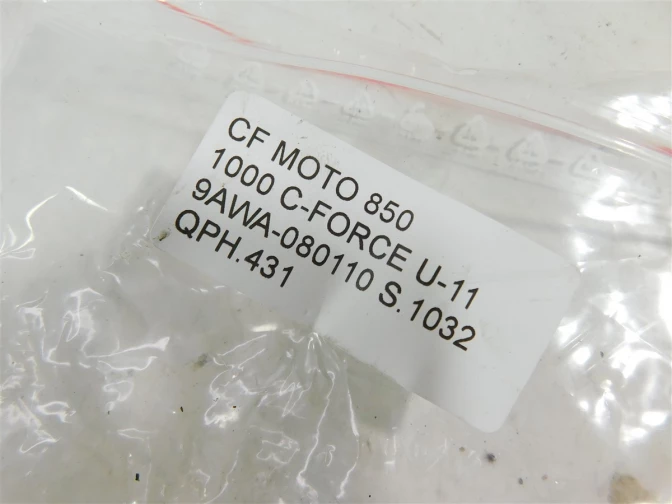 CF MOTO 850
1000 C-FORCE U-11
9AWA-080110 S.1032
QPH.431